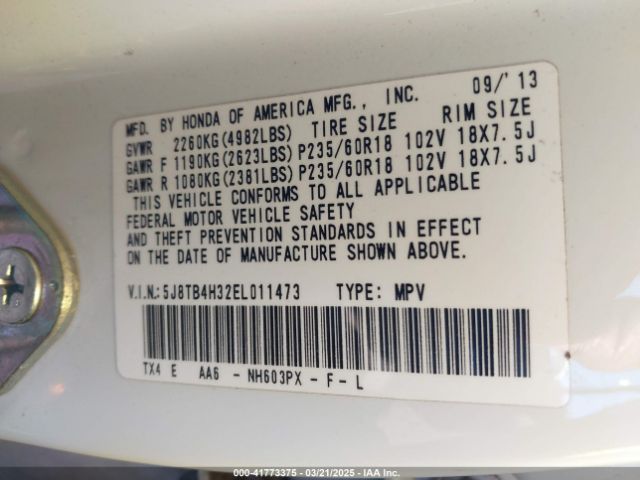 09/'13
MFD. BY HONDA OF AMERICA MFG., INC.
GVWR 2260KG(4982LBS) TIRE SIZE RIM SIZE
GAWR F 1190KG(2623LBS) P235/60R18 102V 18X7.5J
GAWR R 1080KG(2381LBS) P235/60R18 102V 18X7.5J
THIS VEHICLE CONFORMS TO ALL APPLICABLE
FEDERAL MOTOR VEHICLE SAFETY
AND THEFT PREVENTION STANDARDS IN EFFECT
ON THE DATE OF MANUFACTURE SHOWN ABOVE.
V.I.N.: 5J8TB4H32EL011473 TYPE: MPV
TX4 E AA6 - NH603PX - F - L
000-41773375 - 03/21/2025 - IAA Inc.